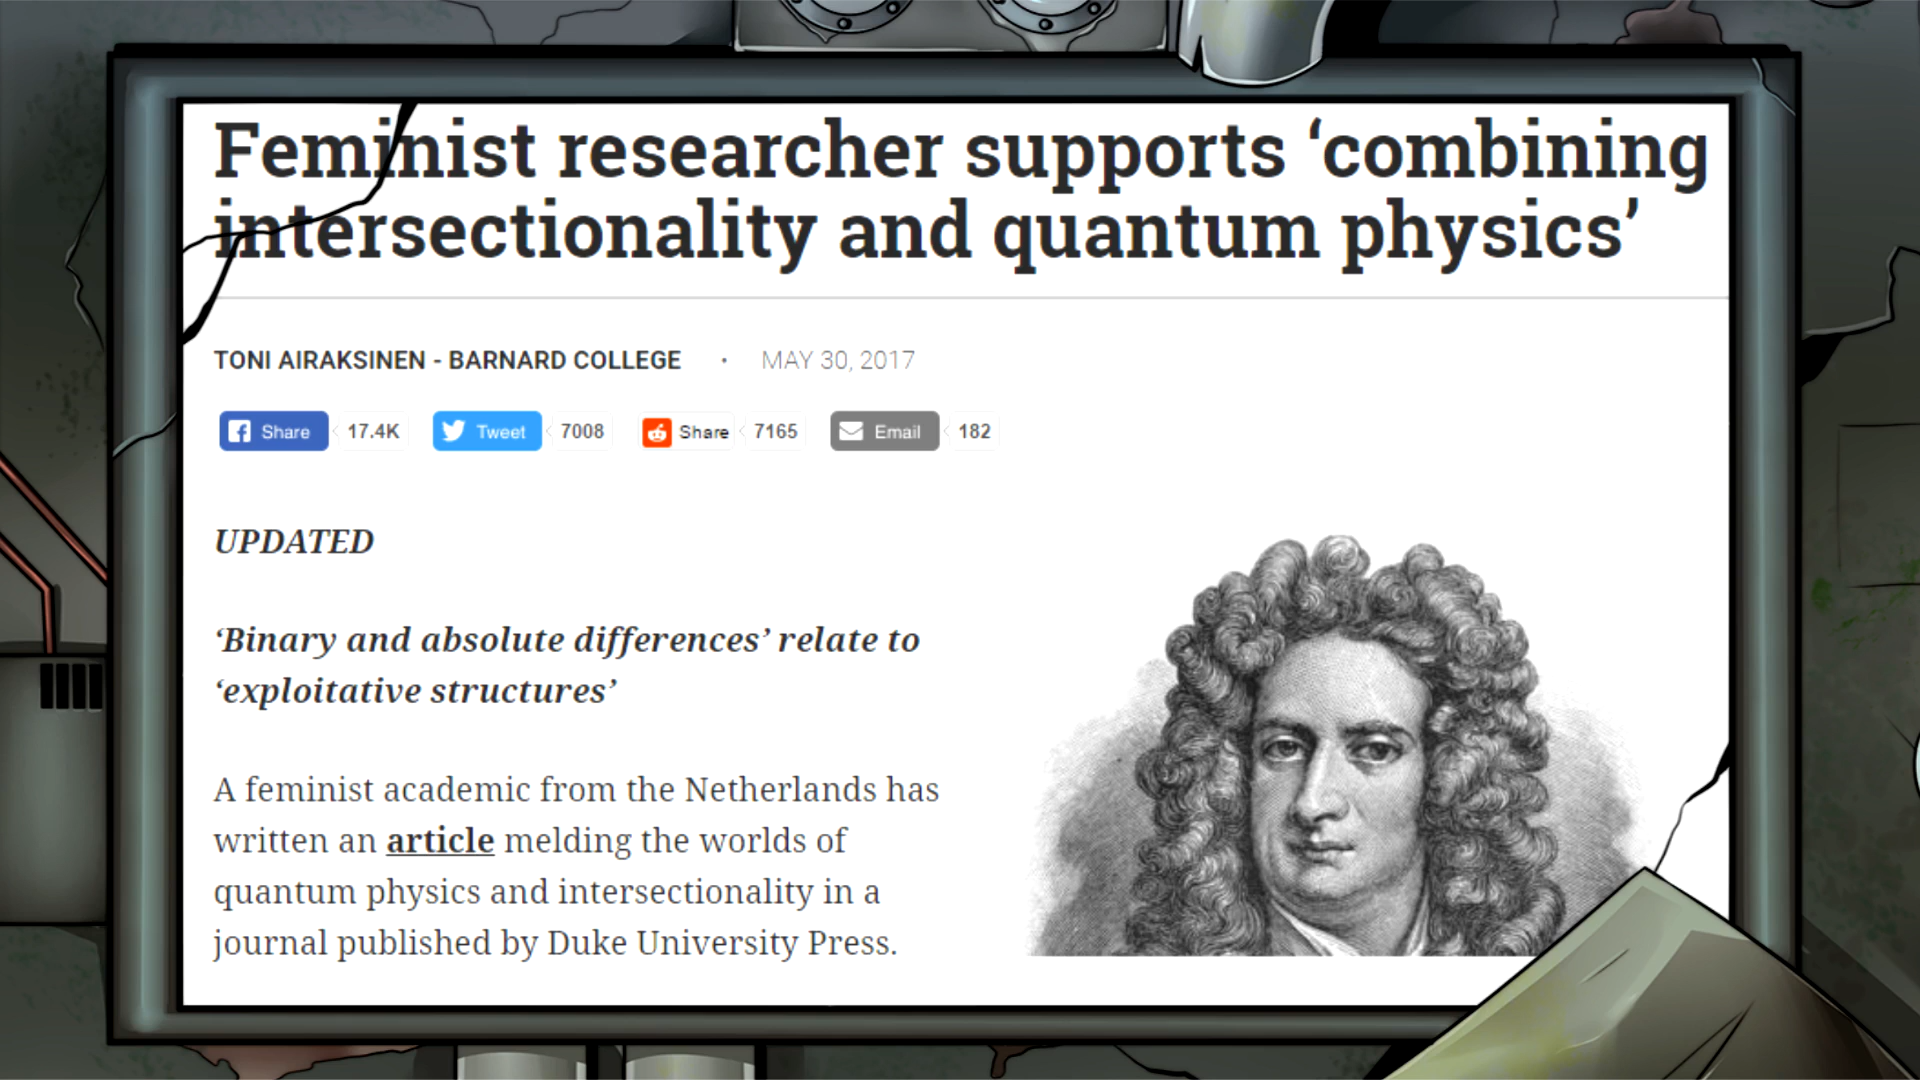 Feminist researcher supports ‘combining
intersectionality and quantum physics’
TONI AIRAKSINEN - BARNARD COLLEGE • MAY 30, 2017
Share 17.4K Tweet 7008 Share 7165 Email 182
UPDATED
‘Binary and absolute differences’ relate to
‘exploitative structures’
A feminist academic from the Netherlands has
written an article melding the worlds of
quantum physics and intersectionality in a
journal published by Duke University Press.